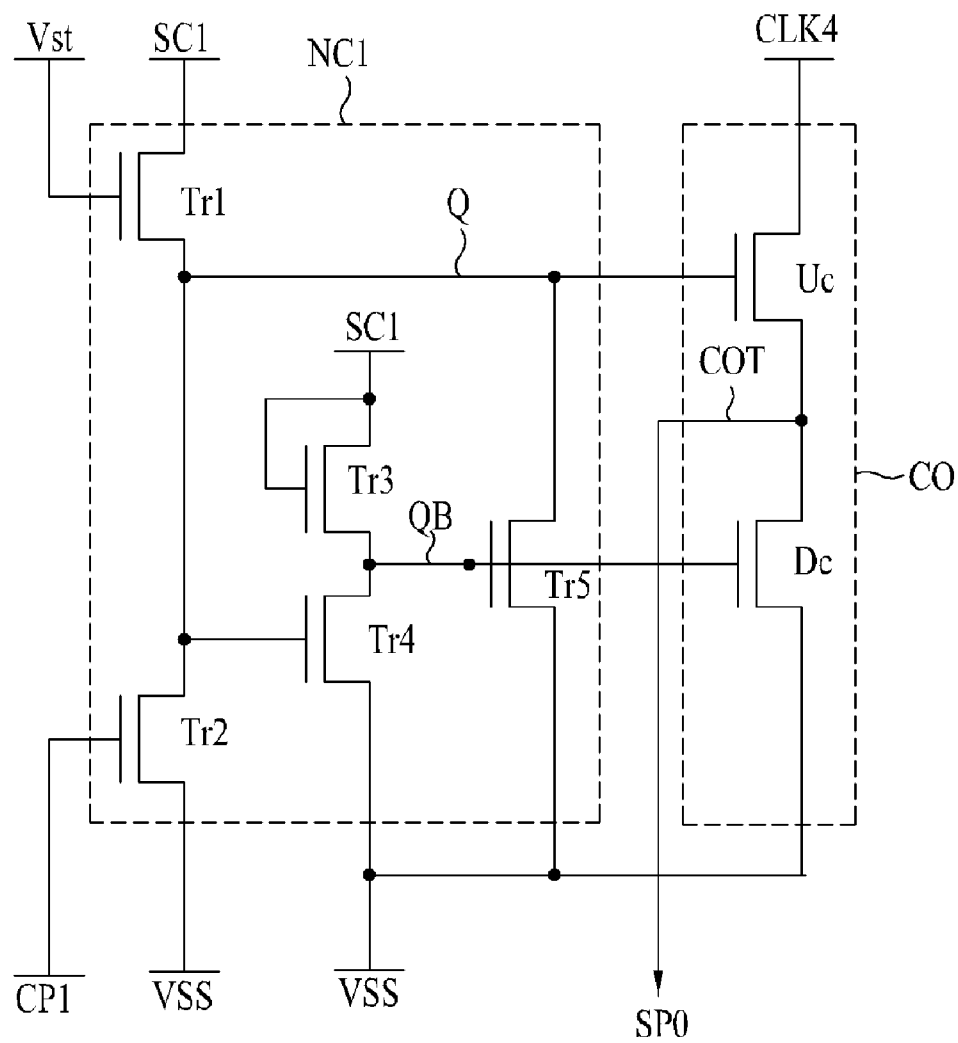 Vst
SC1
NC1
CLK4
Tr1
Q
Uc
SC1
COT
Tr3
CO
QB
Tr5
Dc
Tr4
Tr2
CP1
VSS
VSS
SP0